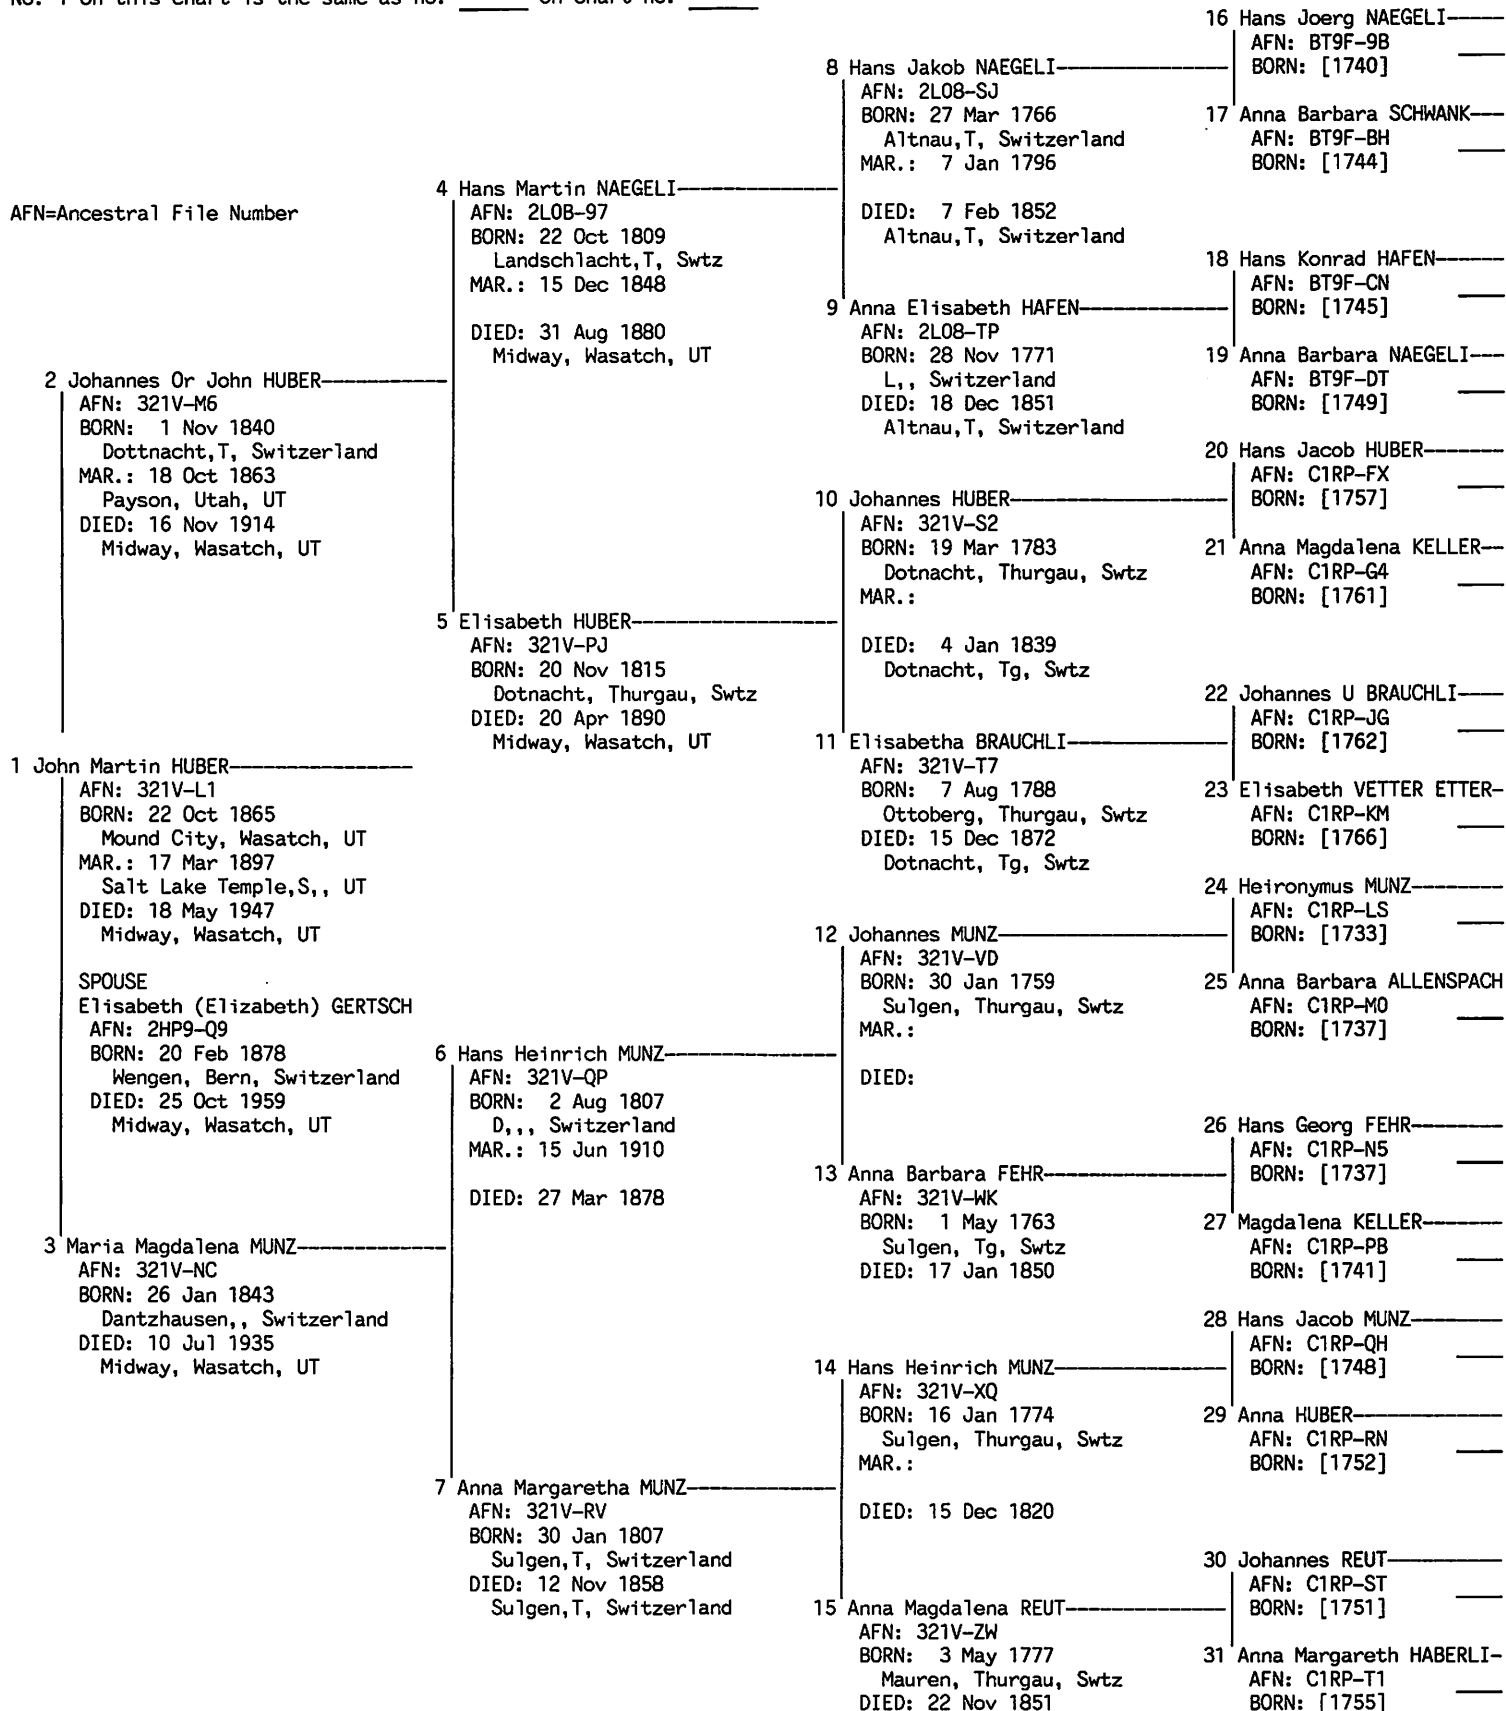 No. 1 on this chart is the same as no. ______ on chart no. ______
16 Hans Joerg NAEGELI
AFN: BT9F-9B
BORN: [1740]
8 Hans Jakob NAEGELI
AFN: 2L08-SJ
BORN: 27 Mar 1766
Altnau,T, Switzerland
MAR.: 7 Jan 1796
DIED: 7 Feb 1852
Altnau,T, Switzerland
17 Anna Barbara SCHWANK
AFN: BT9F-BH
BORN: [1744]
4 Hans Martin NAEGELI
AFN: 2L0B-97
BORN: 22 Oct 1809
Landschlacht,T, Swtz
MAR.: 15 Dec 1848
DIED: 31 Aug 1880
Midway, Wasatch, UT
AFN=Ancestral File Number
18 Hans Konrad HAFEN
AFN: BT9F-CN
BORN: [1745]
9 Anna Elisabeth HAFEN
AFN: 2L08-TP
BORN: 28 Nov 1771
L,, Switzerland
DIED: 18 Dec 1851
Altnau,T, Switzerland
19 Anna Barbara NAEGELI
AFN: BT9F-DT
BORN: [1749]
2 Johannes Or John HUBER
AFN: 321V-M6
BORN: 1 Nov 1840
Dottnacht,T, Switzerland
MAR.: 18 Oct 1863
Payson, Utah, UT
DIED: 16 Nov 1914
Midway, Wasatch, UT
20 Hans Jacob HUBER
AFN: C1RP-FX
BORN: [1757]
10 Johannes HUBER
AFN: 321V-S2
BORN: 19 Mar 1783
Dotnacht, Thurgau, Swtz
MAR.:
DIED: 4 Jan 1839
Dotnacht, Tg, Swtz
21 Anna Magdalena KELLER
AFN: C1RP-G4
BORN: [1761]
5 Elisabeth HUBER
AFN: 321V-PJ
BORN: 20 Nov 1815
Dotnacht, Thurgau, Swtz
DIED: 20 Apr 1890
Midway, Wasatch, UT
22 Johannes U BRAUCHLI
AFN: C1RP-JG
BORN: [1762]
11 Elisabetha BRAUCHLI
AFN: 321V-T7
BORN: 7 Aug 1788
Ottoberg, Thurgau, Swtz
DIED: 15 Dec 1872
Dotnacht, Tg, Swtz
23 Elisabeth VETTER ETTER
AFN: C1RP-KM
BORN: [1766]
1 John Martin HUBER
AFN: 321V-L1
BORN: 22 Oct 1865
Mound City, Wasatch, UT
MAR.: 17 Mar 1897
Salt Lake Temple,S,, UT
DIED: 18 May 1947
Midway, Wasatch, UT
SPOUSE
Elisabeth (Elizabeth) GERTSCH
AFN: 2HP9-Q9
BORN: 20 Feb 1878
Wengen, Bern, Switzerland
DIED: 25 Oct 1959
Midway, Wasatch, UT
24 Heironymus MUNZ
AFN: C1RP-LS
BORN: [1733]
12 Johannes MUNZ
AFN: 321V-VD
BORN: 30 Jan 1759
Sulgen, Thurgau, Swtz
MAR.:
DIED:
25 Anna Barbara ALLENSPACH
AFN: C1RP-M0
BORN: [1737]
6 Hans Heinrich MUNZ
AFN: 321V-QP
BORN: 2 Aug 1807
D,,, Switzerland
MAR.: 15 Jun 1910
DIED: 27 Mar 1878
26 Hans Georg FEHR
AFN: C1RP-N5
BORN: [1737]
13 Anna Barbara FEHR
AFN: 321V-WK
BORN: 1 May 1763
Sulgen, Tg, Swtz
DIED: 17 Jan 1850
27 Magdalena KELLER
AFN: C1RP-PB
BORN: [1741]
3 Maria Magdalena MUNZ
AFN: 321V-NC
BORN: 26 Jan 1843
Dantzhausen,, Switzerland
DIED: 10 Jul 1935
Midway, Wasatch, UT
28 Hans Jacob MUNZ
AFN: C1RP-QH
BORN: [1748]
14 Hans Heinrich MUNZ
AFN: 321V-XQ
BORN: 16 Jan 1774
Sulgen, Thurgau, Swtz
MAR.:
DIED: 15 Dec 1820
29 Anna HUBER
AFN: C1RP-RN
BORN: [1752]
7 Anna Margaretha MUNZ
AFN: 321V-RV
BORN: 30 Jan 1807
Sulgen,T, Switzerland
DIED: 12 Nov 1858
Sulgen,T, Switzerland
30 Johannes REUT
AFN: C1RP-ST
BORN: [1751]
15 Anna Magdalena REUT
AFN: 321V-ZW
BORN: 3 May 1777
Mauren, Thurgau, Swtz
DIED: 22 Nov 1851
31 Anna Margareth HABERLI
AFN: C1RP-T1
BORN: [1755]